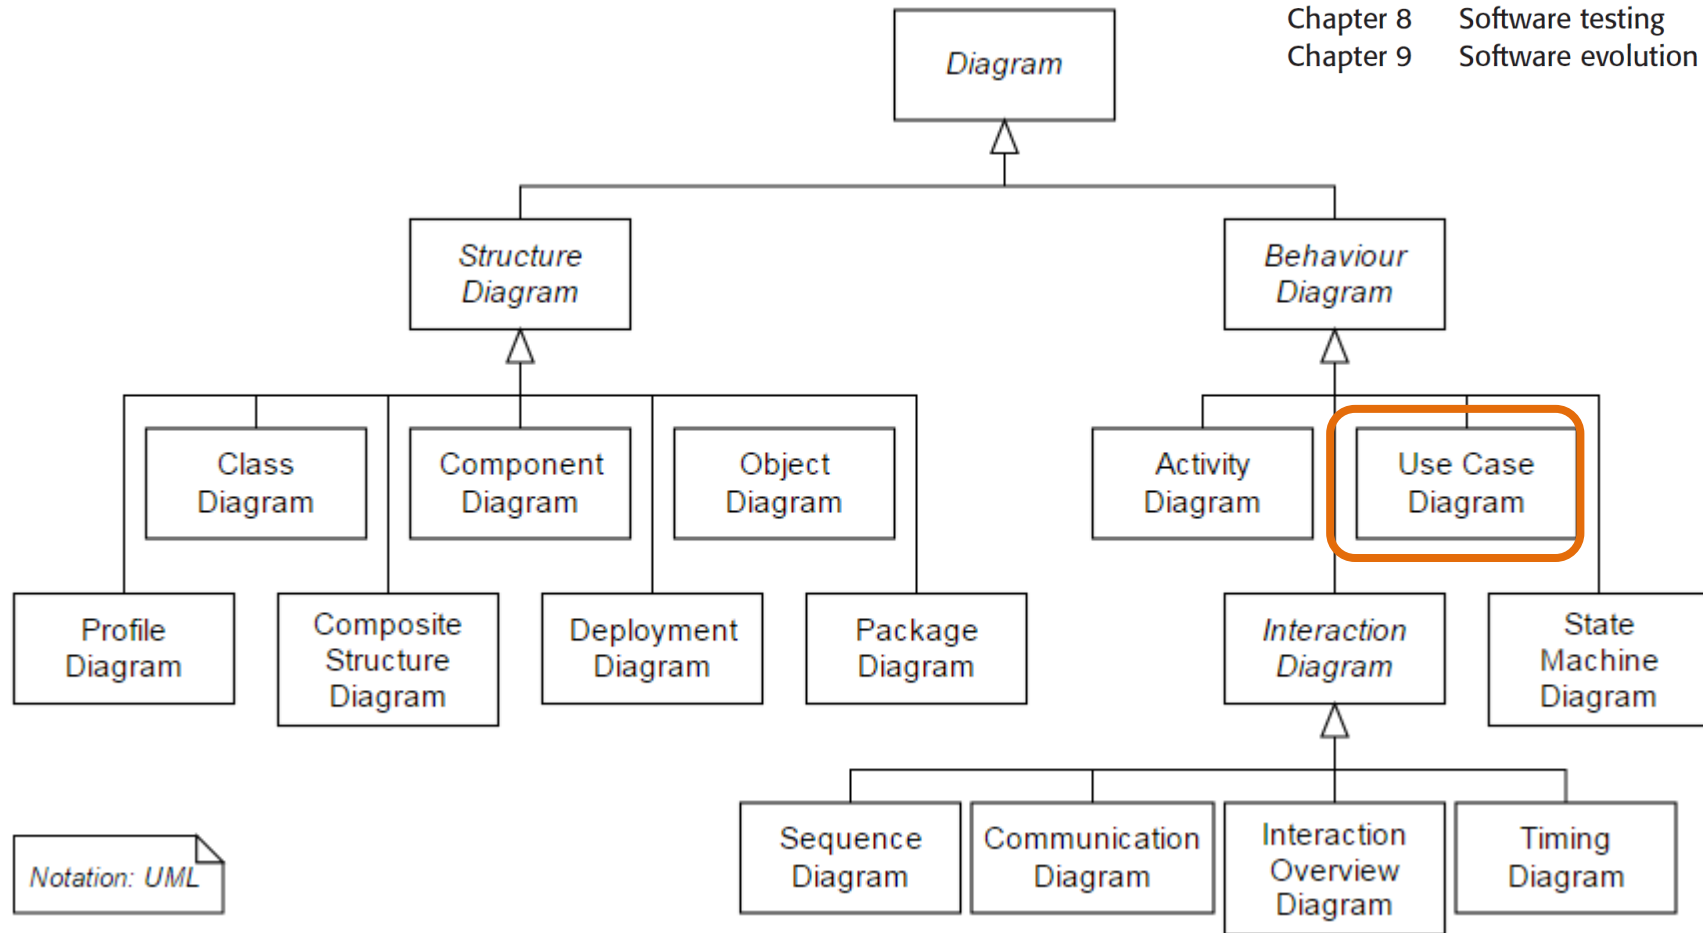 Chapter 8 Software testing
Chapter 9 Software evolution
Diagram
Structure
Diagram
Behaviour
Diagram
Class
Diagram
Component
Diagram
Object
Diagram
Activity
Diagram
Use Case
Diagram
Profile
Diagram
Composite
Structure
Diagram
Deployment
Diagram
Package
Diagram
Interaction
Diagram
State
Machine
Diagram
Sequence
Diagram
Communication
Diagram
Interaction
Overview
Diagram
Timing
Diagram
Notation: UML